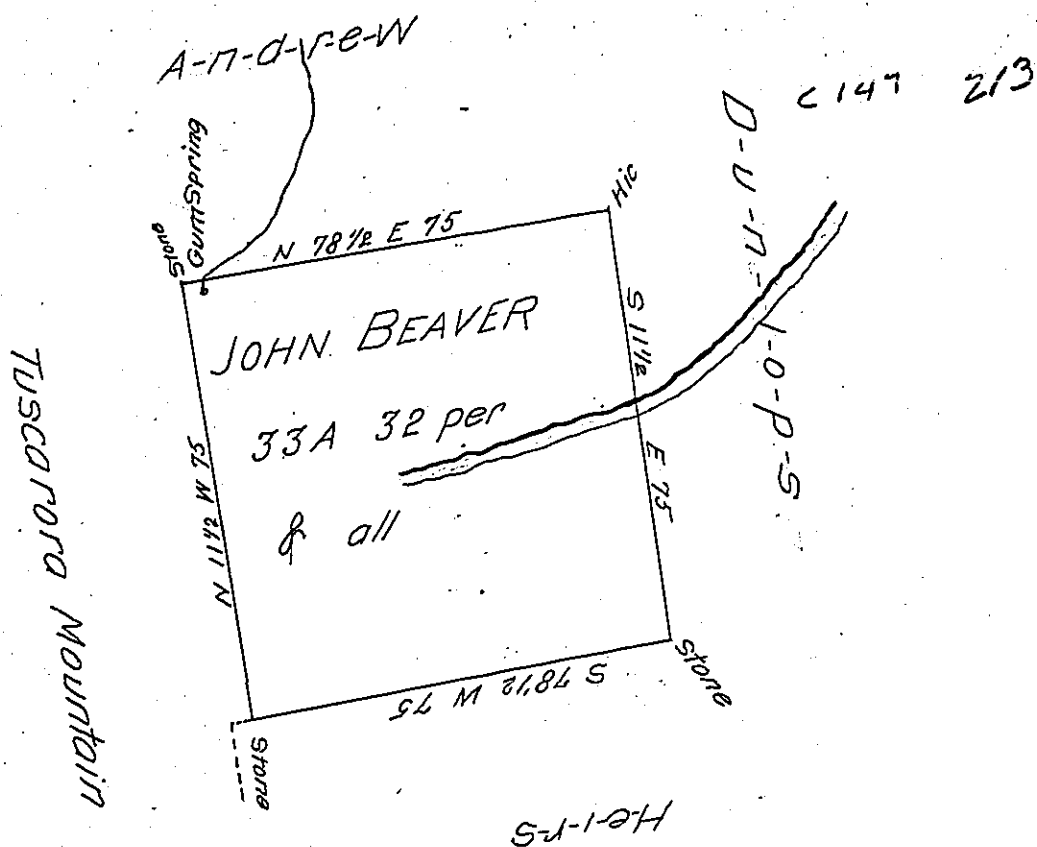 A-n-d-r-e-w
C 147 213
D-u-n-l-o-p-s
Gum Spring
Stone
Hic
N 78½ E 75
S 11½ E 75
JOHN BEAVER
33A 32 per
& all
N 11½ W 75
Tuscarora Mountain
S 78½ W 75
Stone
Stone
H-e-i-r-s